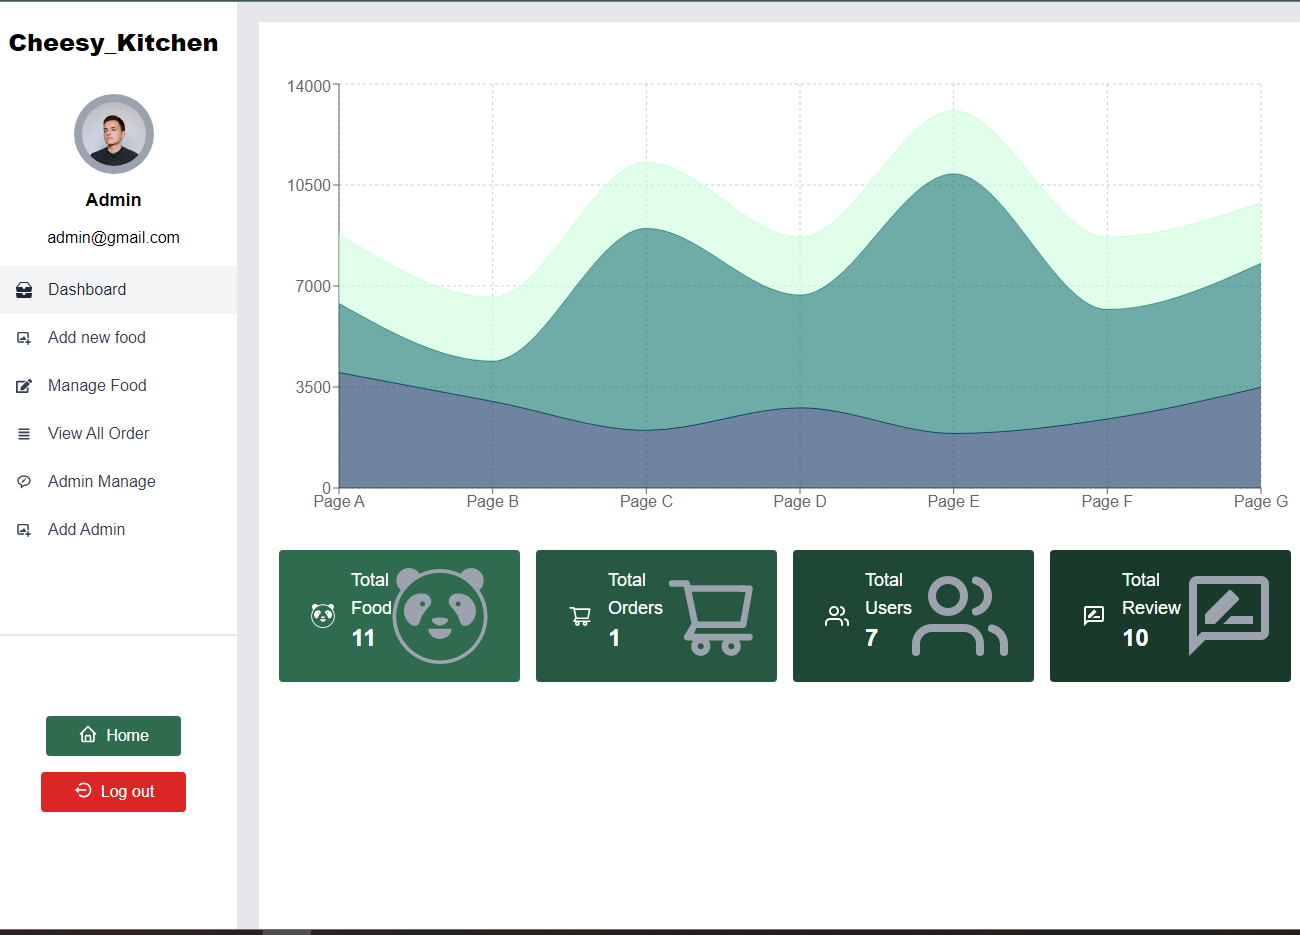 Cheesy_Kitchen
Admin
admin@gmail.com
Dashboard
Add new food
Manage Food
View All Order
Admin Manage
Add Admin
Home
Log out
14000
10500
7000
3500
0
Page A
Page B
Page C
Page D
Page E
Page F
Page G
Total
Food
11
Total
Orders
1
Total
Users
7
Total
Review
10